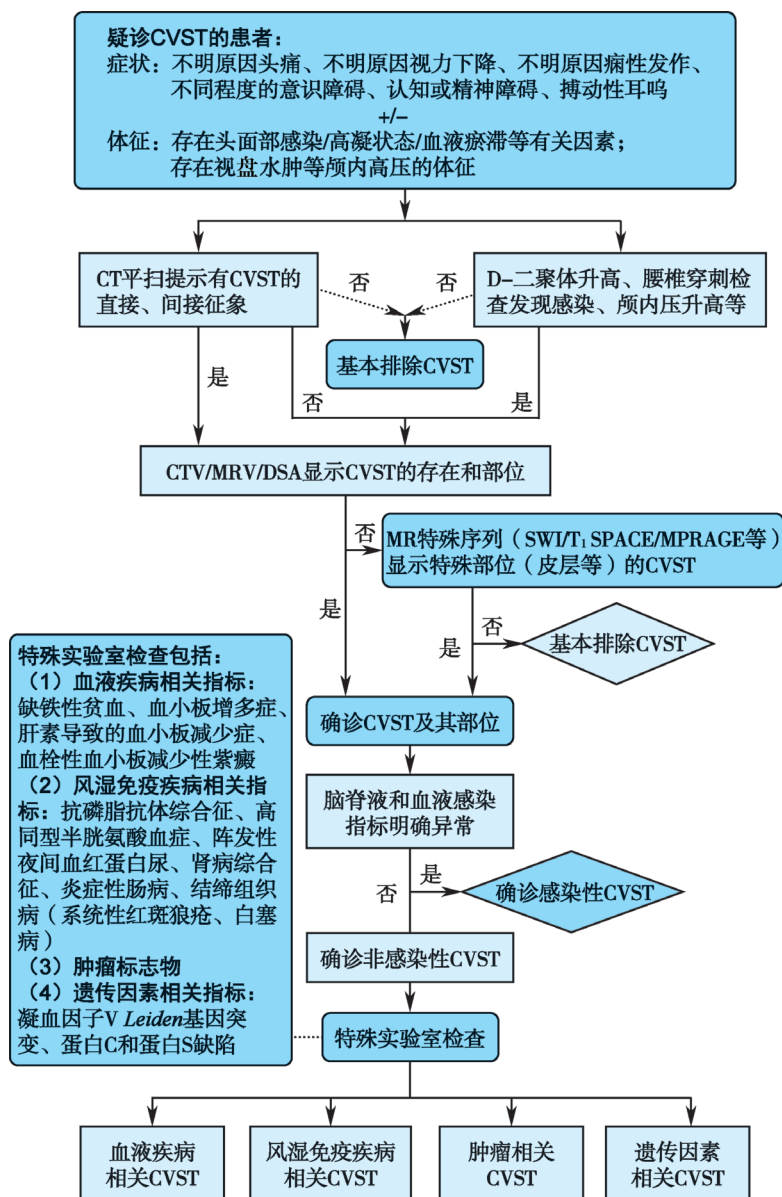 疑诊CVST的患者：
症状：不明原因头痛、不明原因视力下降、不明原因痫性发作、
不同程度的意识障碍、认知或精神障碍、搏动性耳鸣
+/–
体征：存在头面部感染/高凝状态/血液瘀滞等有关因素；
存在视盘水肿等颅内高压的体征
CT平扫提示有CVST的
直接、间接征象
否
否
D–二聚体升高、腰椎穿刺检
查发现感染、颅内压升高等
基本排除CVST
是
否
是
CTV/MRV/DSA显示CVST的存在和部位
否
MR特殊序列（SWI/T₁ SPACE/MPRAGE等）
显示特殊部位（皮层等）的CVST
是
是
否
基本排除CVST
确诊CVST及其部位
脑脊液和血液感染
指标明确异常
否
是
确诊感染性CVST
确诊非感染性CVST
特殊实验室检查包括：
（1）血液疾病相关指标：
缺铁性贫血、血小板增多症、
肝素导致的血小板减少症、
血栓性血小板减少性紫癜
（2）风湿免疫疾病相关指
标：抗磷脂抗体综合征、高
同型半胱氨酸血症、阵发性
夜间血红蛋白尿、肾病综合
征、炎症性肠病、结缔组织
病（系统性红斑狼疮、白塞
病）
（3）肿瘤标志物
（4）遗传因素相关指标：
凝血因子V Leiden基因突
变、蛋白C和蛋白S缺陷
特殊实验室检查
血液疾病
相关CVST
风湿免疫疾病
相关CVST
肿瘤相关
CVST
遗传因素
相关CVST